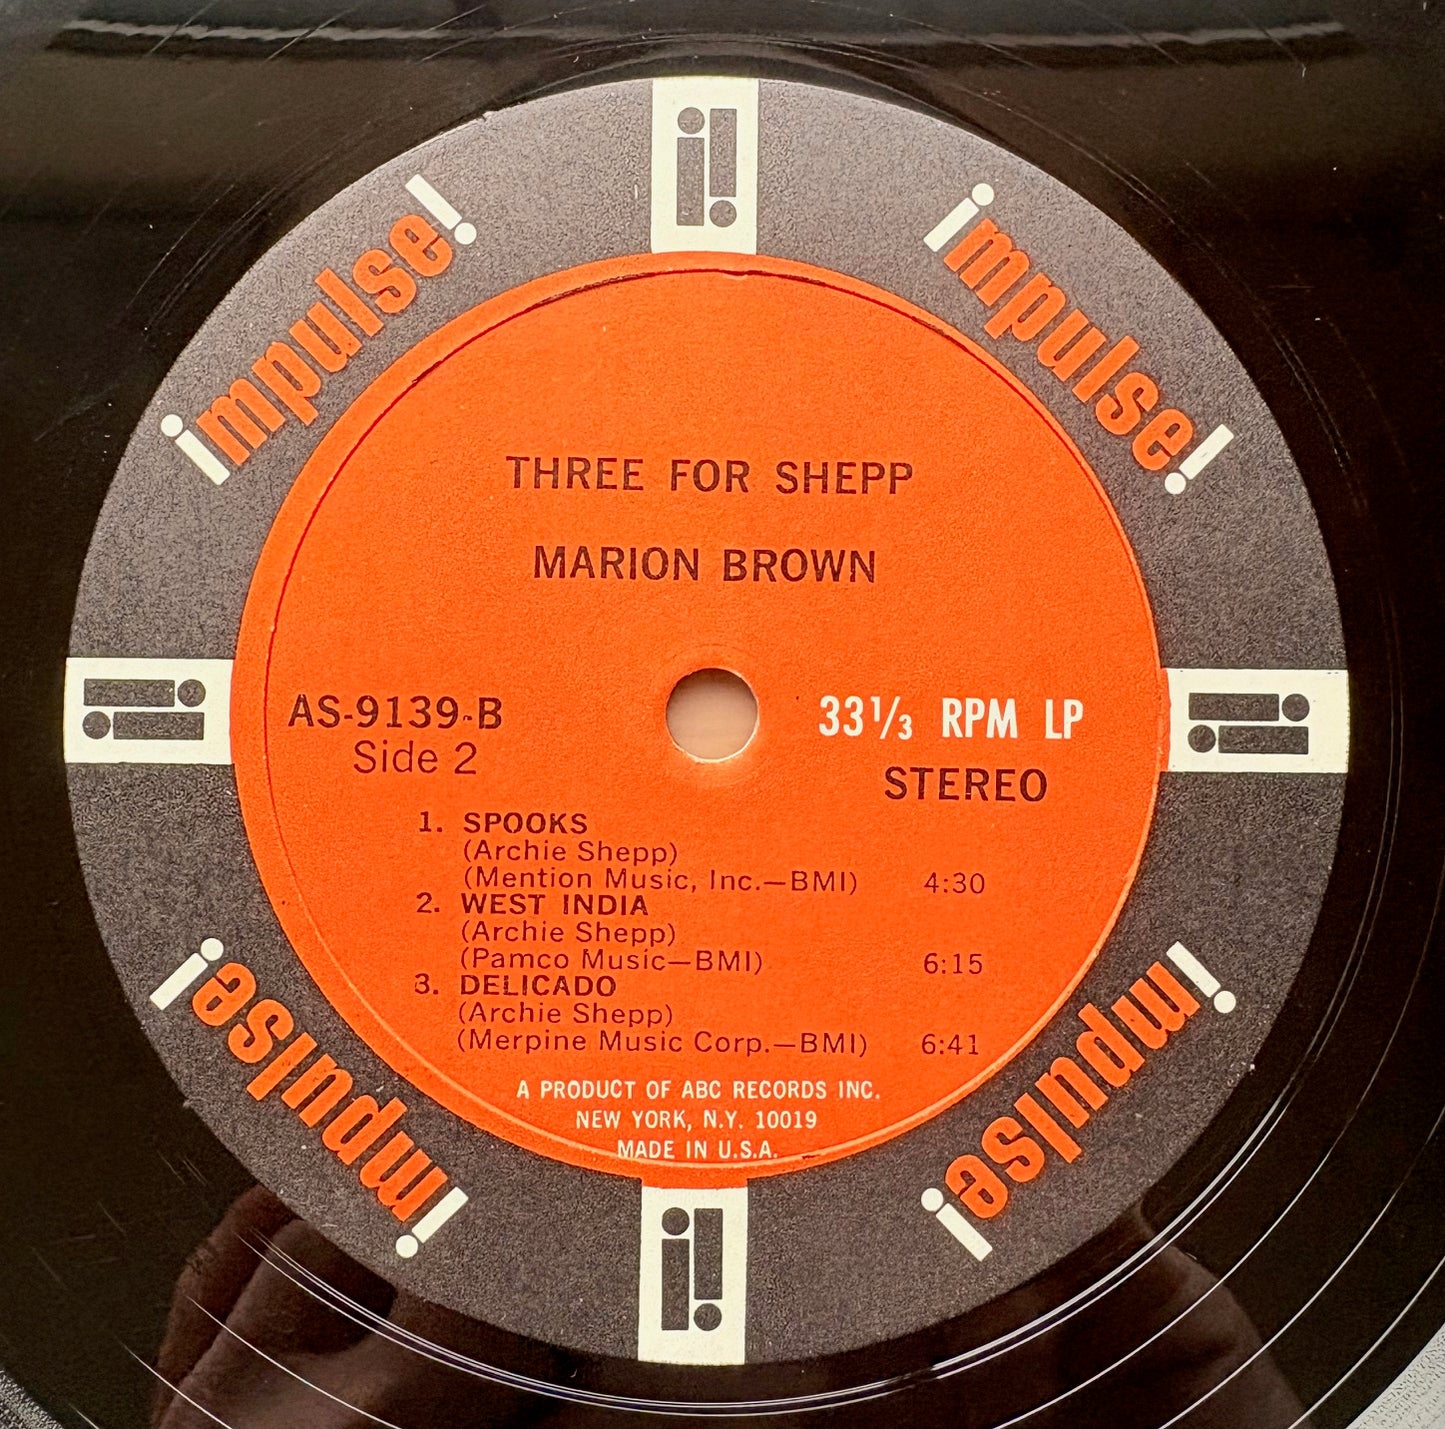 impulse!
impulse!
THREE FOR SHEPP
MARION BROWN
AS-9139-B
Side 2
33 1/3 RPM LP
STEREO
1. SPOOKS
(Archie Shepp)
(Mention Music, Inc.—BMI) 4:30
2. WEST INDIA
(Archie Shepp)
(Pamco Music—BMI) 6:15
3. DELICADO
(Archie Shepp)
(Merpine Music Corp.—BMI) 6:41
A PRODUCT OF ABC RECORDS INC.
NEW YORK, N.Y. 10019
MADE IN U.S.A.
impulse!
impulse!